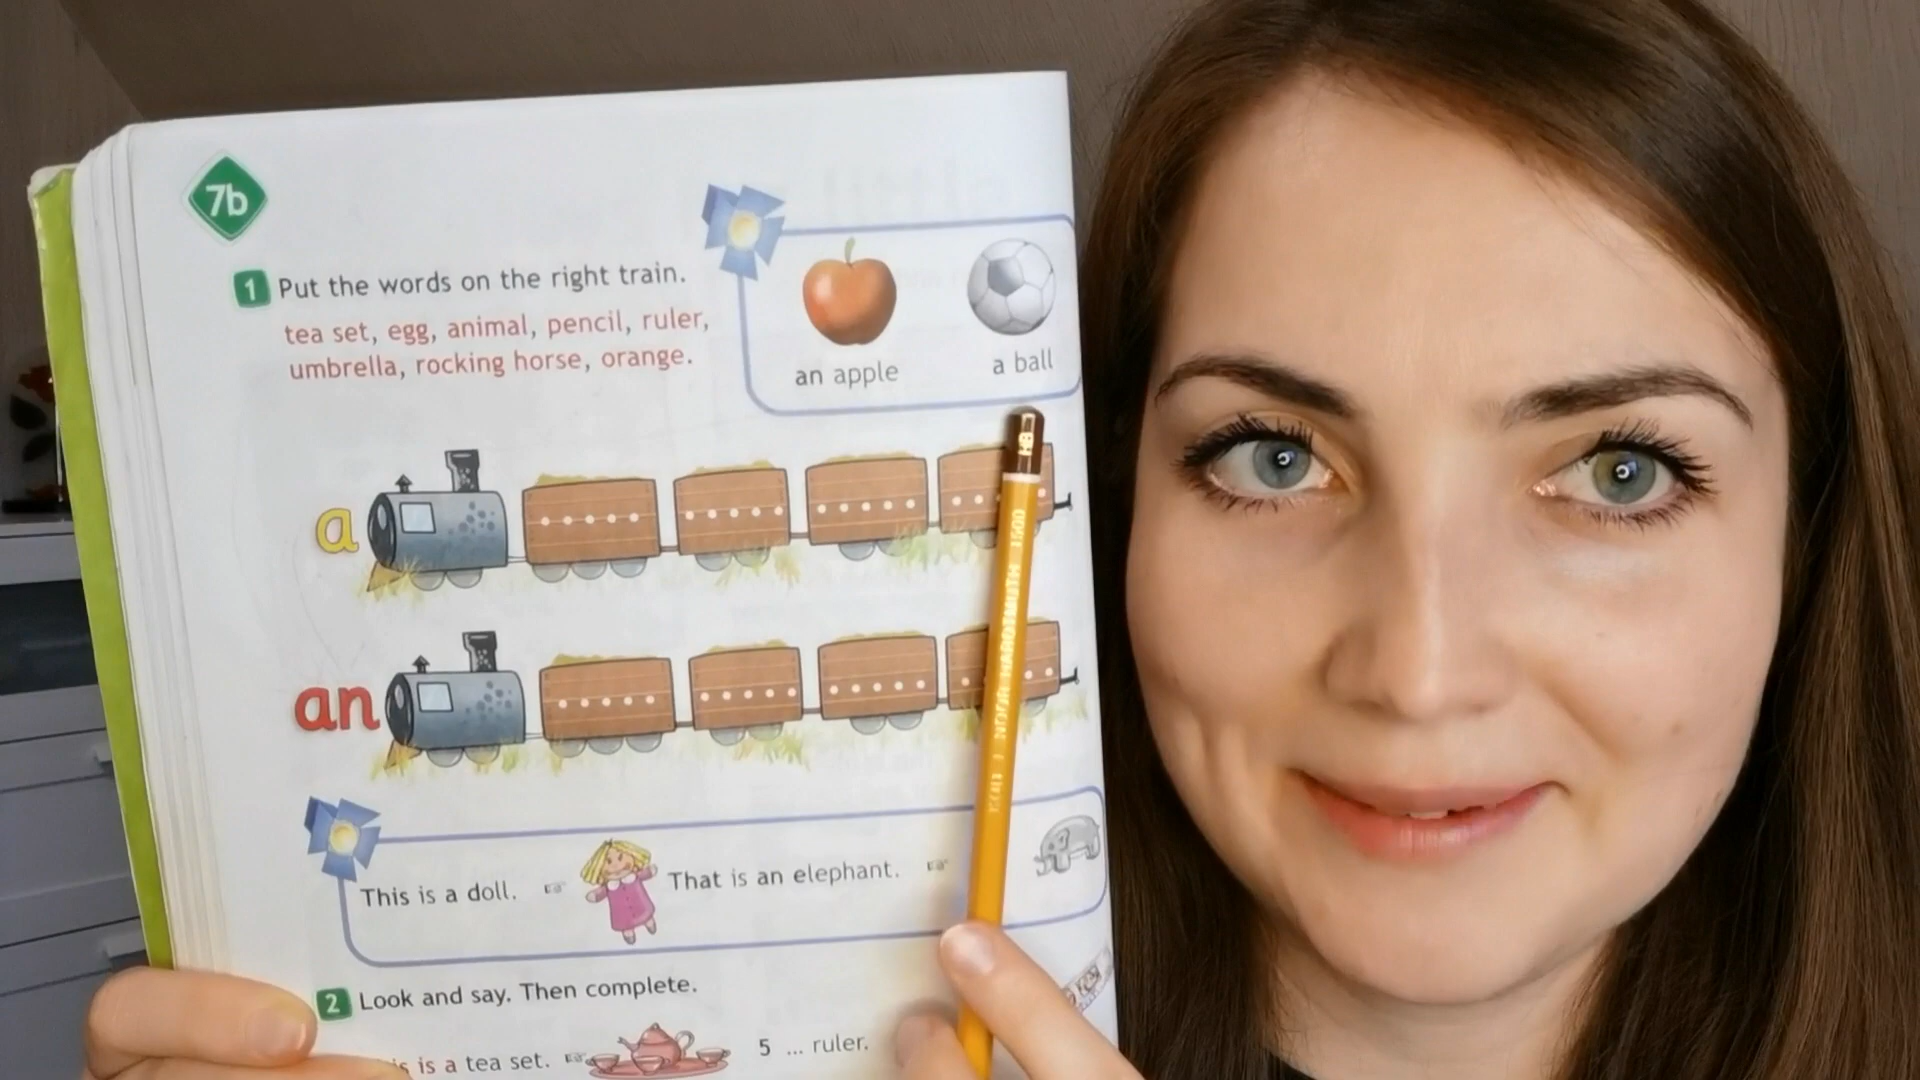 7b
1 Put the words on the right train.
tea set, egg, animal, pencil, ruler,
umbrella, rocking horse, orange.
an apple
a ball
a
an
HB
1500
This is a doll.
That is an elephant.
2 Look and say. Then complete.
is a tea set.
5 ... ruler.